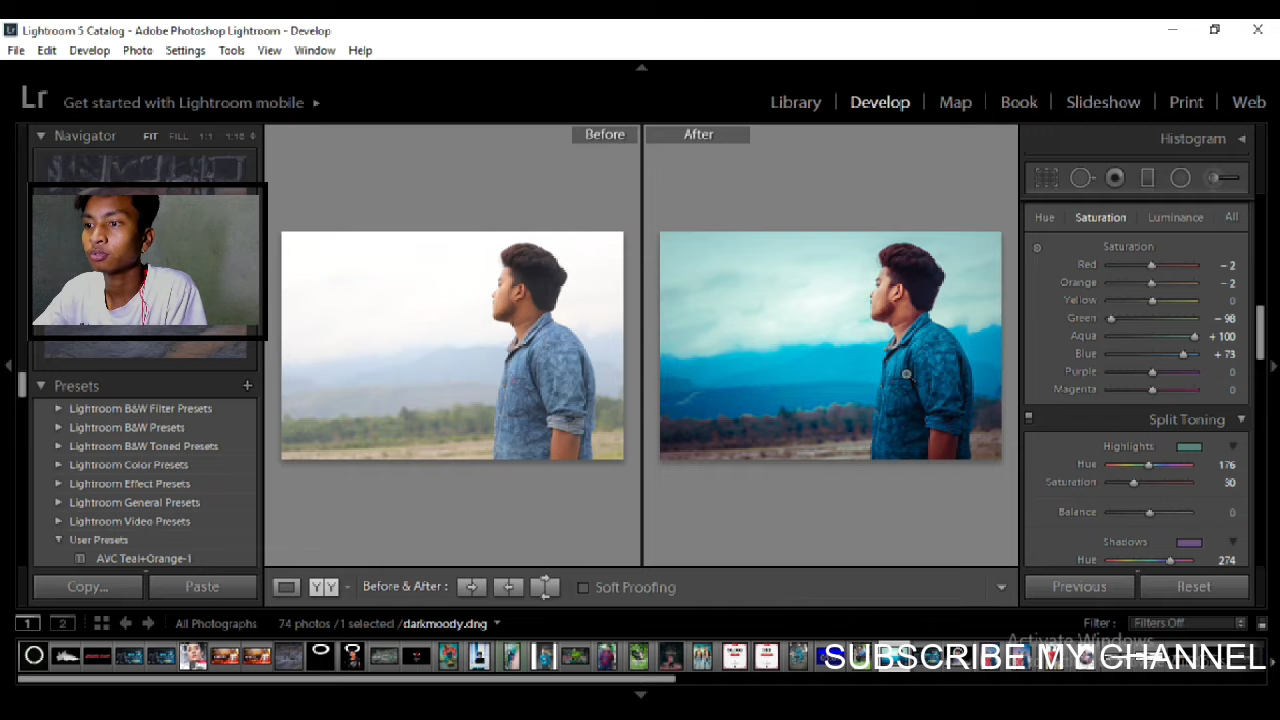 Lightroom 5 Catalog - Adobe Photoshop Lightroom - Develop
File Edit Develop Photo Settings Tools View Window Help
Lr Get started with Lightroom mobile
Library Develop Map Book Slideshow Print Web
Navigator FIT FILL 1:1 1:16
Before After
Histogram
Hue Saturation Luminance All
Saturation
Red - 2
Orange - 2
Yellow 0
Green - 98
Aqua + 100
Blue + 73
Purple 0
Magenta 0
Split Toning
Highlights
Hue 176
Saturation 30
Balance 0
Shadows
Hue 274
Presets +
Lightroom B&W Filter Presets
Lightroom B&W Presets
Lightroom B&W Toned Presets
Lightroom Color Presets
Lightroom Effect Presets
Lightroom General Presets
Lightroom Video Presets
User Presets
AVC Teal+Orange-1
Copy... Paste
YY Before & After : Soft Proofing
Previous Reset
1 2 All Photographs 74 photos / 1 selected / darkmoody.dng
Filter : Filters Off
Activate Windows
SUBSCRIBE MY CHANNEL